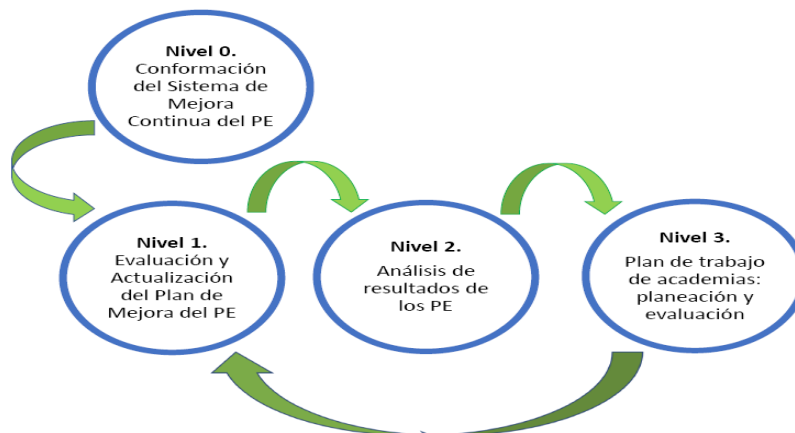 Nivel 0.
Conformación
del Sistema de
Mejora
Continua del PE
Nivel 1.
Evaluación y
Actualización
del Plan de
Mejora del PE
Nivel 2.
Análisis de
resultados de
los PE
Nivel 3.
Plan de trabajo
de academias:
planeación y
evaluación